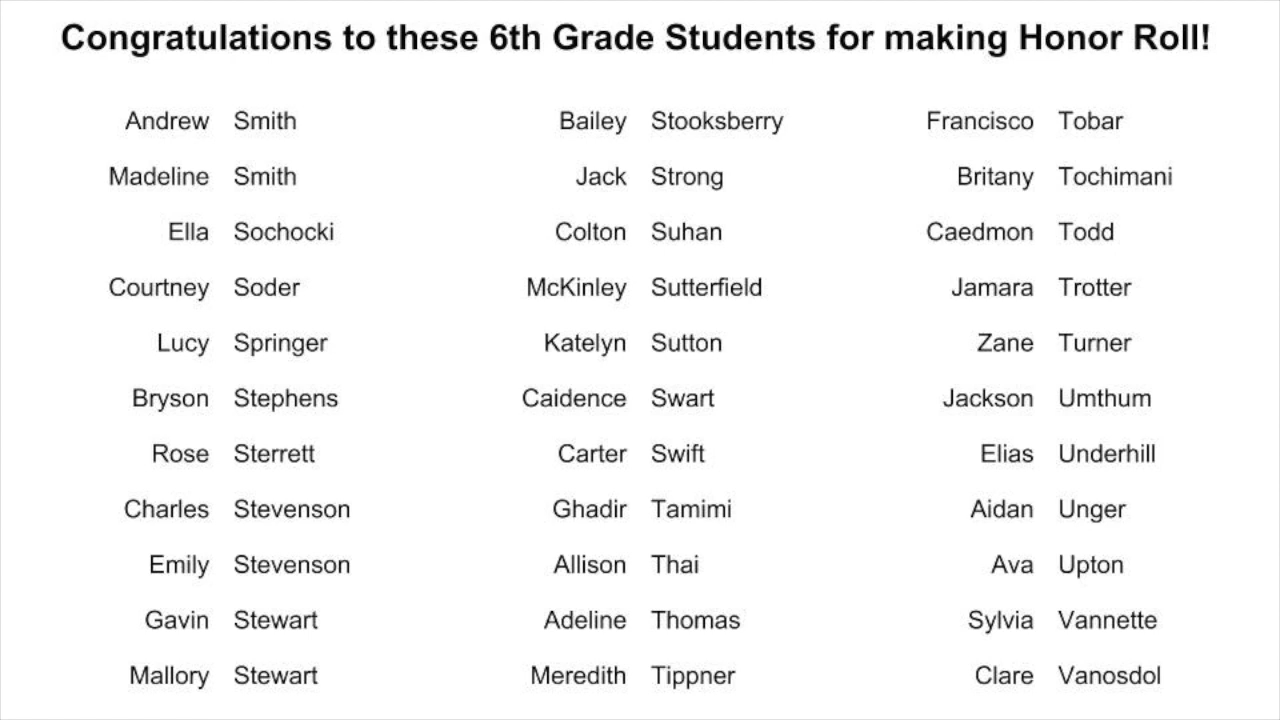 Congratulations to these 6th Grade Students for making Honor Roll!
Andrew Smith
Madeline Smith
Ella Sochocki
Courtney Soder
Lucy Springer
Bryson Stephens
Rose Sterrett
Charles Stevenson
Emily Stevenson
Gavin Stewart
Mallory Stewart
Bailey Stooksberry
Jack Strong
Colton Suhan
McKinley Sutterfield
Katelyn Sutton
Caidence Swart
Carter Swift
Ghadir Tamimi
Allison Thai
Adeline Thomas
Meredith Tippner
Francisco Tobar
Britany Tochimani
Caedmon Todd
Jamara Trotter
Zane Turner
Jackson Umthum
Elias Underhill
Aidan Unger
Ava Upton
Sylvia Vannette
Clare Vanosdol